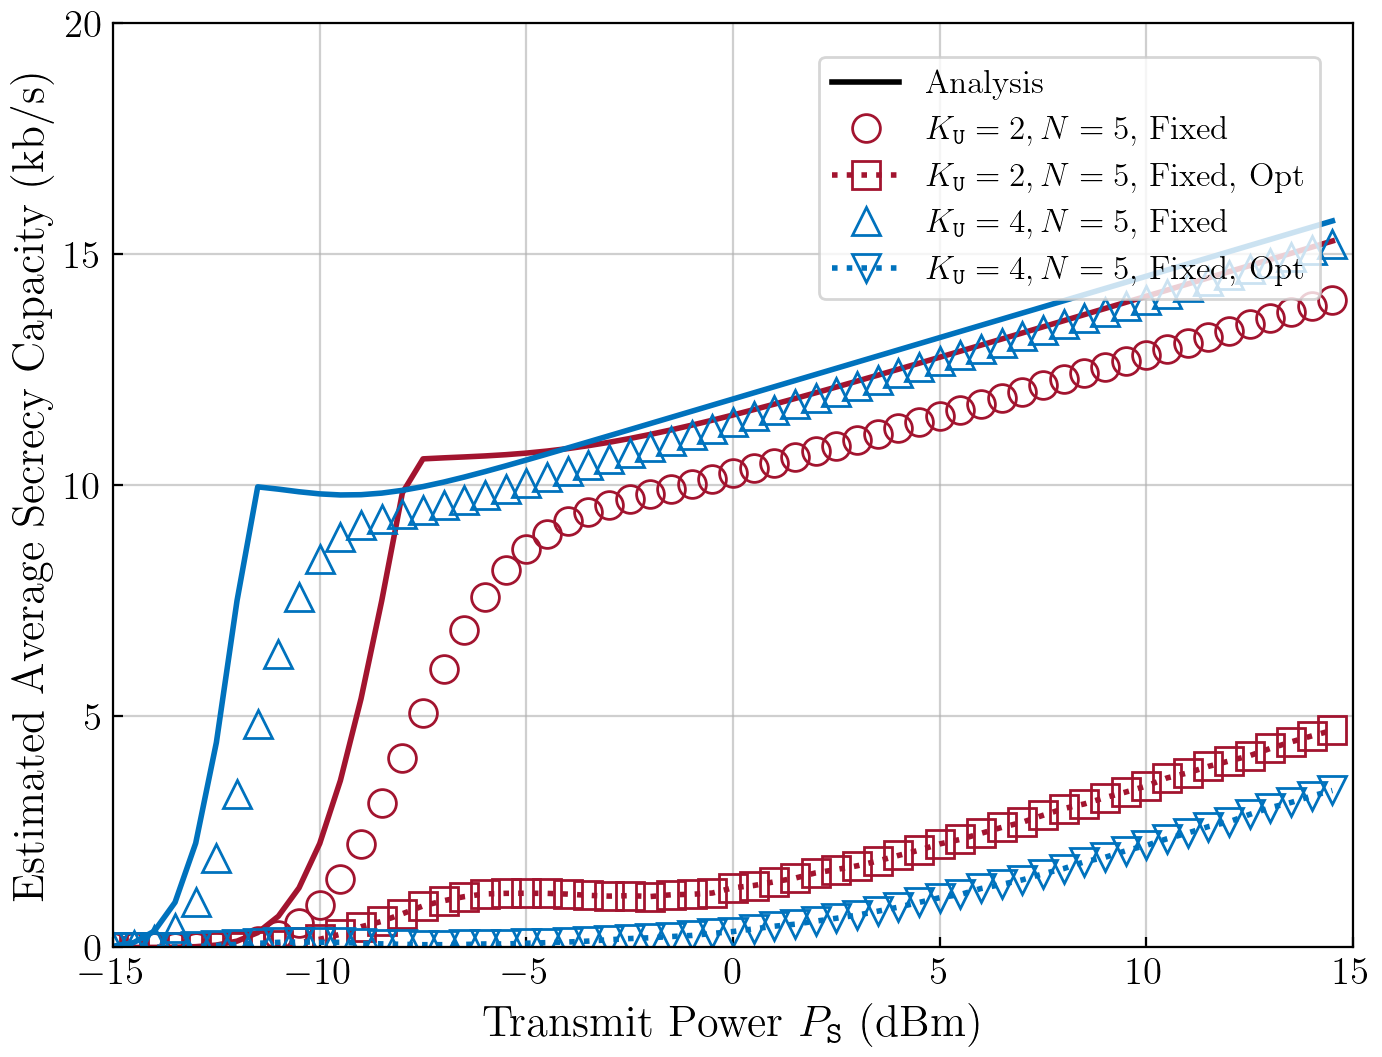 Estimated Average Secrecy Capacity (kb/s)
20
15
10
5
0
Analysis
K_U = 2, N = 5, Fixed
K_U = 2, N = 5, Fixed, Opt
K_U = 4, N = 5, Fixed
K_U = 4, N = 5, Fixed, Opt
−15 −10 −5 0 5 10 15
Transmit Power P_S (dBm)